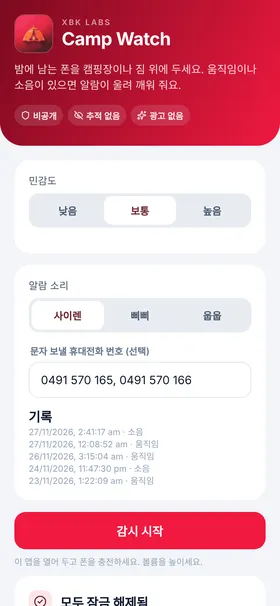 XBK LABS
Camp Watch
밤에 남는 폰을 캠핑장이나 짐 위에 두세요. 움직임이나
소음이 있으면 알람이 울려 깨워 줘요.
비공개
추적 없음
광고 없음
민감도
낮음
보통
높음
알람 소리
사이렌
삐삐
웁웁
문자 보낼 휴대전화 번호 (선택)
0491 570 165, 0491 570 166
기록
27/11/2026, 2:41:17 am · 소음
27/11/2026, 12:08:52 am · 움직임
26/11/2026, 3:15:04 am · 움직임
24/11/2026, 11:47:30 pm · 소음
23/11/2026, 1:22:09 am · 움직임
감시 시작
이 앱을 열어 두고 폰을 충전하세요. 볼륨을 높이세요.
모두 잠금 해제됨